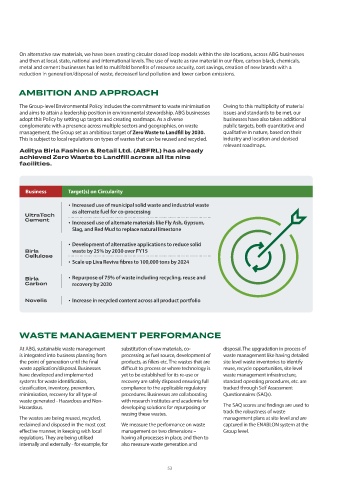 On alternative raw materials, we have been creating circular closed loop models within the site locations, across ABG businesses
and then at local, state, national and international levels. The use of waste as raw material in our fibre, carbon black, chemicals,
metal and cement businesses has led to multifold benefits of resource security, cost savings, creation of new brands with a
reduction in generation/disposal of waste, decreased land pollution and lower carbon emissions.
AMBITION AND APPROACH
The Group-level Environmental Policy includes the commitment to waste minimisation
and aims to attain a leadership position in environmental stewardship. ABG businesses
adopt this Policy by setting up targets and creating roadmaps. As a diverse
conglomerate with a presence across multiple sectors and geographies, on waste
management, the Group set an ambitious target of Zero Waste to Landfill by 2030.
This is subject to local regulations on types of wastes that can be reused or recycled.
Aditya Birla Fashion & Retail Ltd. (ABFRL) has already
achieved Zero Waste to Landfill across all its nine
facilities.
Owing to this multiplicity of material
issues and standards to be met, our
businesses have also taken additional
public targets, both quantitative and
qualitative in nature, based on their
industry and location and devised
relevant roadmaps.
Business Target(s) on Circularity
UltraTech
Cement
• Increased use of municipal solid waste and industrial waste
as alternate fuel for co-processing
• Increased use of alternate materials like Fly Ash, Gypsum,
Slag, and Red Mud to replace natural limestone
Birla
Cellulose
• Development of alternative applications to reduce solid
waste by 25% by 2030 over FY15
• Scale up Liva Reviva fibres to 100,000 tons by 2024
Birla
Carbon
• Repurpose of 75% of waste including recycling, reuse and
recovery by 2030
Novelis
• Increase in recycled content across all product portfolio
WASTE MANAGEMENT PERFORMANCE
At ABG, sustainable waste management
is integrated into business planning from
the point of generation until the final
waste application/disposal. Businesses
have developed and implemented
systems for waste identification,
classification, inventory, prevention,
minimisation, recovery for all type of
waste generated - Hazardous and Non-
Hazardous.
The wastes are being reused, recycled,
reclaimed and disposed in the most cost
effective manner, in keeping with local
regulations. They are being utilised
internally and externally - for example, for
substitution of raw materials, co-
processing as fuel source, development of
products, as fillers etc. The wastes that are
difficult to process or where technology is
yet to be established for its re-use or
recovery are safely disposed ensuring full
compliance to the applicable regulatory
procedures. Businesses are collaborating
with research institutes and academia for
developing solutions for repurposing or
reusing these wastes.
We measure the performance on waste
management on two dimensions –
having all processes in place, and then to
also measure waste generation and
disposal. The upgradation in process of
waste management like having detailed
site level waste inventories to identify
reuse, recycle opportunities, site level
waste management infrastructure,
standard operating procedures, etc. are
tracked through Self Assessment
Questionnaires (SAQs).
The SAQ scores and findings are used to
track the robustness of waste
management plans at site level and are
captured in the ENABLON system at the
Group level.